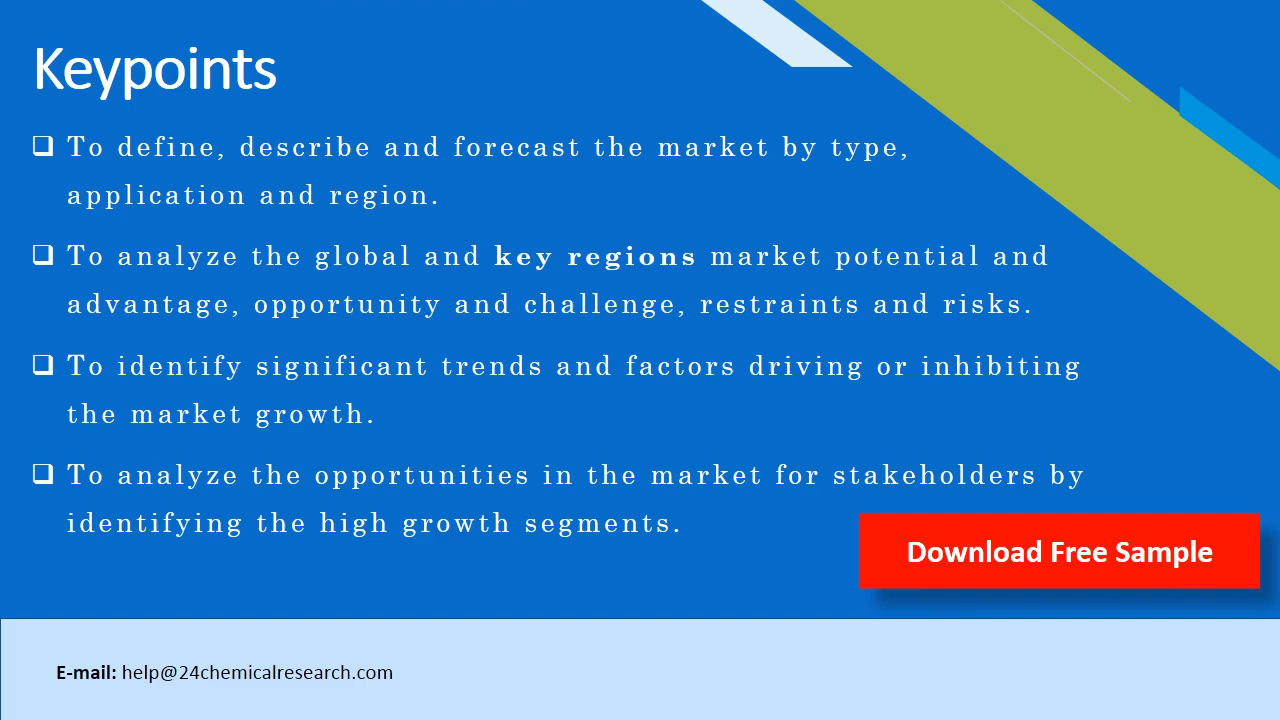 Keypoints
❑ To define, describe and forecast the market by type,
application and region.
❑ To analyze the global and key regions market potential and
advantage, opportunity and challenge, restraints and risks.
❑ To identify significant trends and factors driving or inhibiting
the market growth.
❑ To analyze the opportunities in the market for stakeholders by
identifying the high growth segments.
Download Free Sample
E-mail: help@24chemicalresearch.com